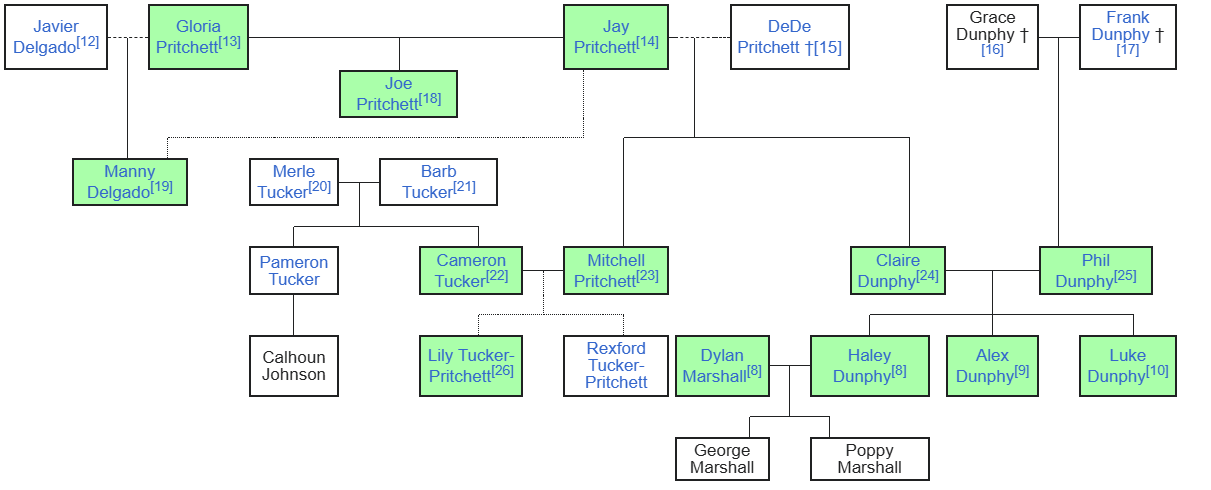 Javier
Delgado[12]
Gloria
Pritchett[13]
Jay
Pritchett[14]
DeDe
Pritchett †[15]
Grace
Dunphy †
[16]
Frank
Dunphy †
[17]
Joe
Pritchett[18]
Manny
Delgado[19]
Merle
Tucker[20]
Barb
Tucker[21]
Pameron
Tucker
Cameron
Tucker[22]
Mitchell
Pritchett[23]
Claire
Dunphy[24]
Phil
Dunphy[25]
Calhoun
Johnson
Lily Tucker-
Pritchett[26]
Rexford
Tucker-
Pritchett
Dylan
Marshall[8]
Haley
Dunphy[8]
Alex
Dunphy[9]
Luke
Dunphy[10]
George
Marshall
Poppy
Marshall